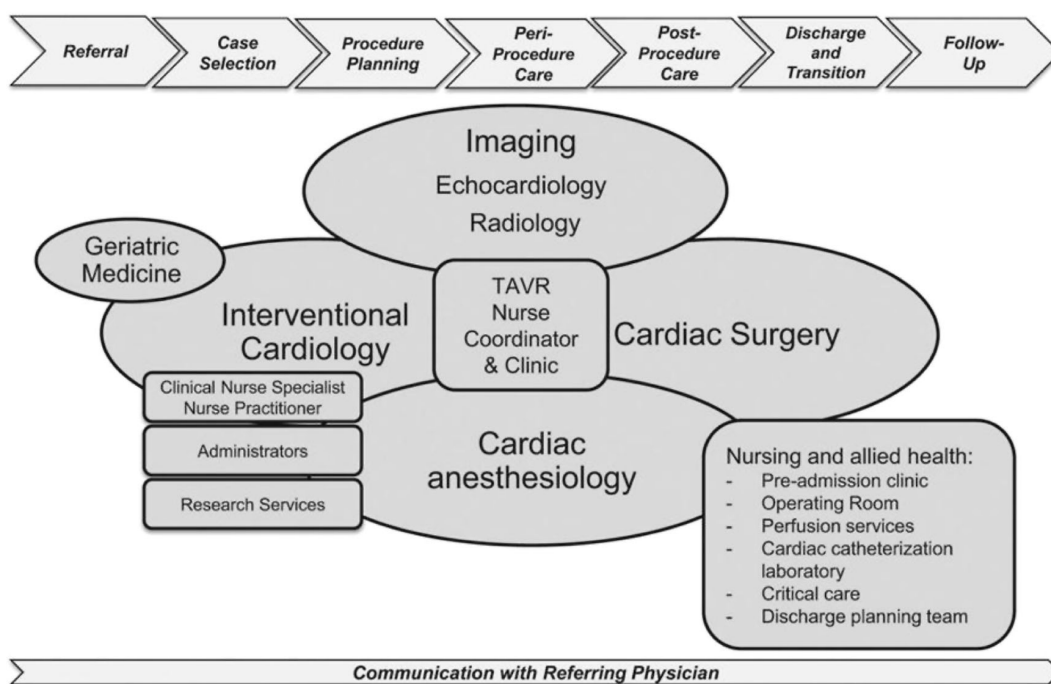 Referral
Case
Selection
Procedure
Planning
Peri-
Procedure
Care
Post-
Procedure
Care
Discharge
and
Transition
Follow-
Up
Imaging
Echocardiology
Radiology
Geriatric
Medicine
Interventional
Cardiology
TAVR
Nurse
Coordinator
& Clinic
Cardiac Surgery
Clinical Nurse Specialist
Nurse Practitioner
Administrators
Research Services
Cardiac
anesthesiology
Nursing and allied health:
- Pre-admission clinic
- Operating Room
- Perfusion services
- Cardiac catheterization
laboratory
- Critical care
- Discharge planning team
Communication with Referring Physician